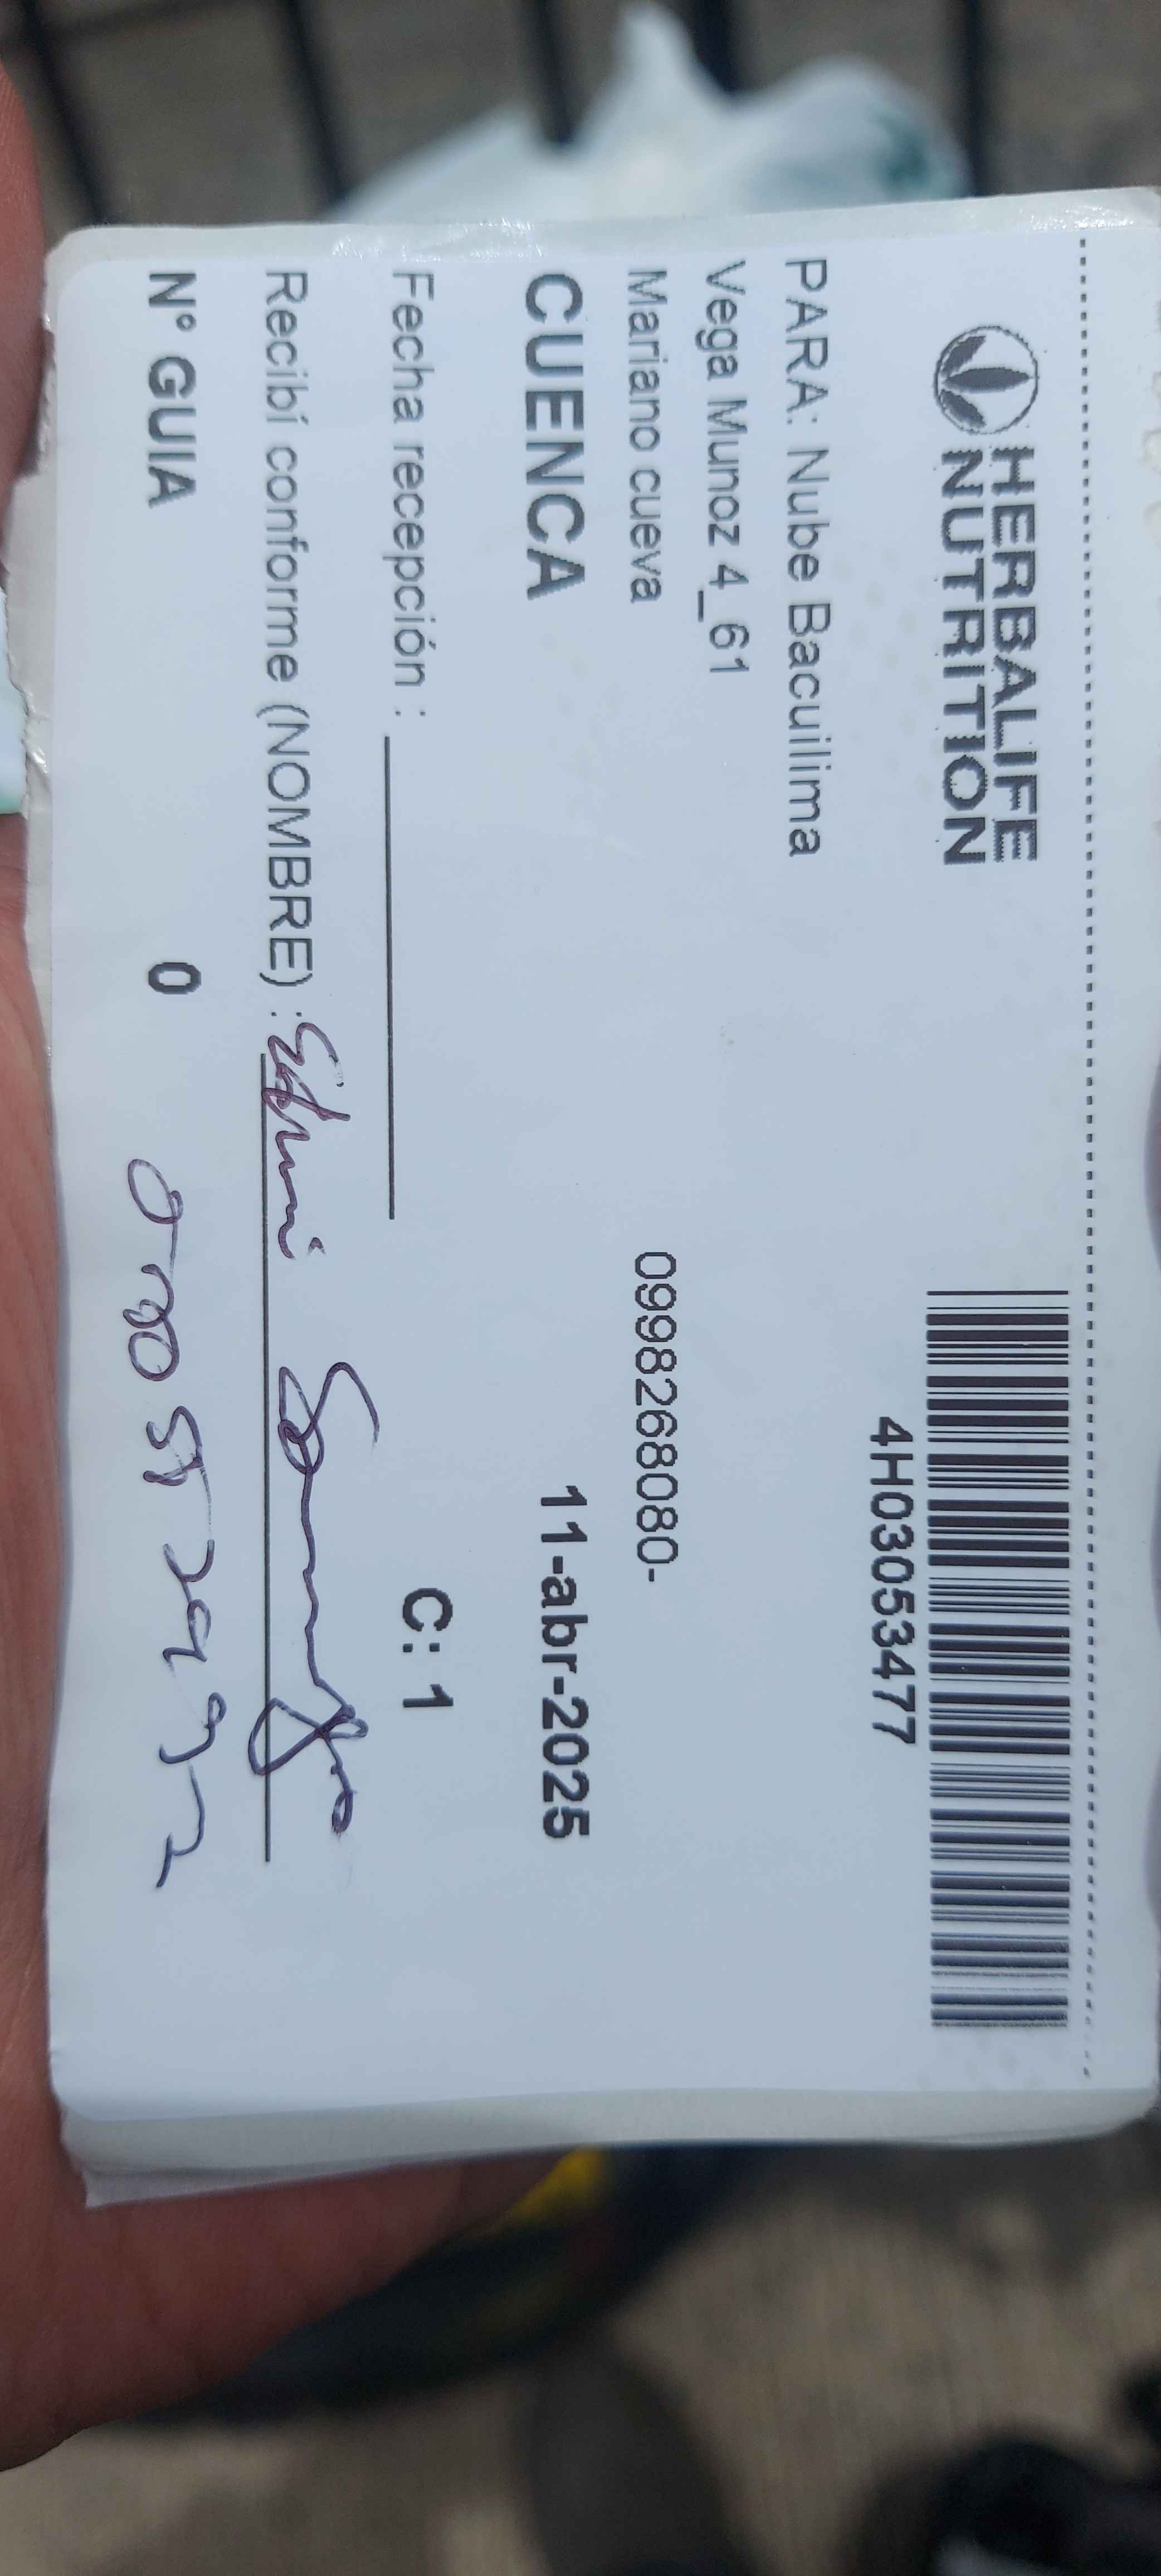 HERBALIFE
NUTRITION
4H03053477
PARA: Nube Bacuilima
Vega Munoz 4_61
Mariano cueva
0998268080-
CUENCA
11-abr-2025
Fecha recepción :
C: 1
Recibí conforme (NOMBRE) :
N° GUIA 0